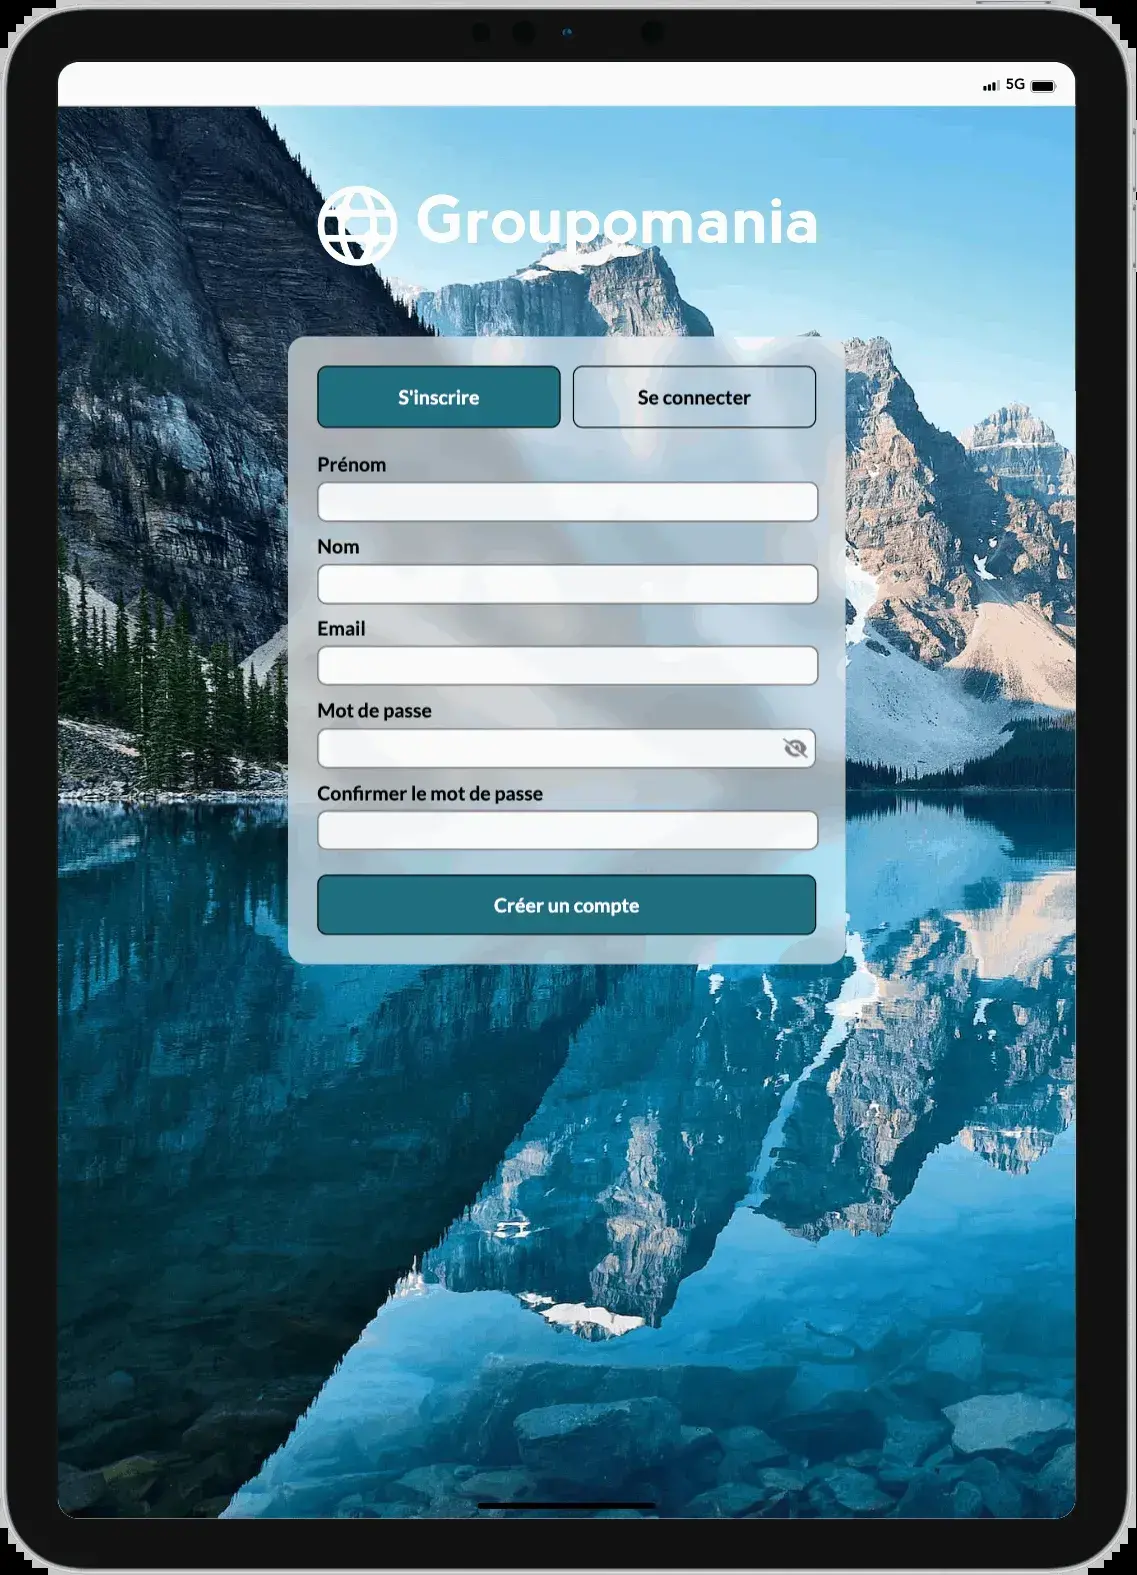 5G
Groupomania
S'inscrire
Se connecter
Prénom
Nom
Email
Mot de passe
Confirmer le mot de passe
Créer un compte